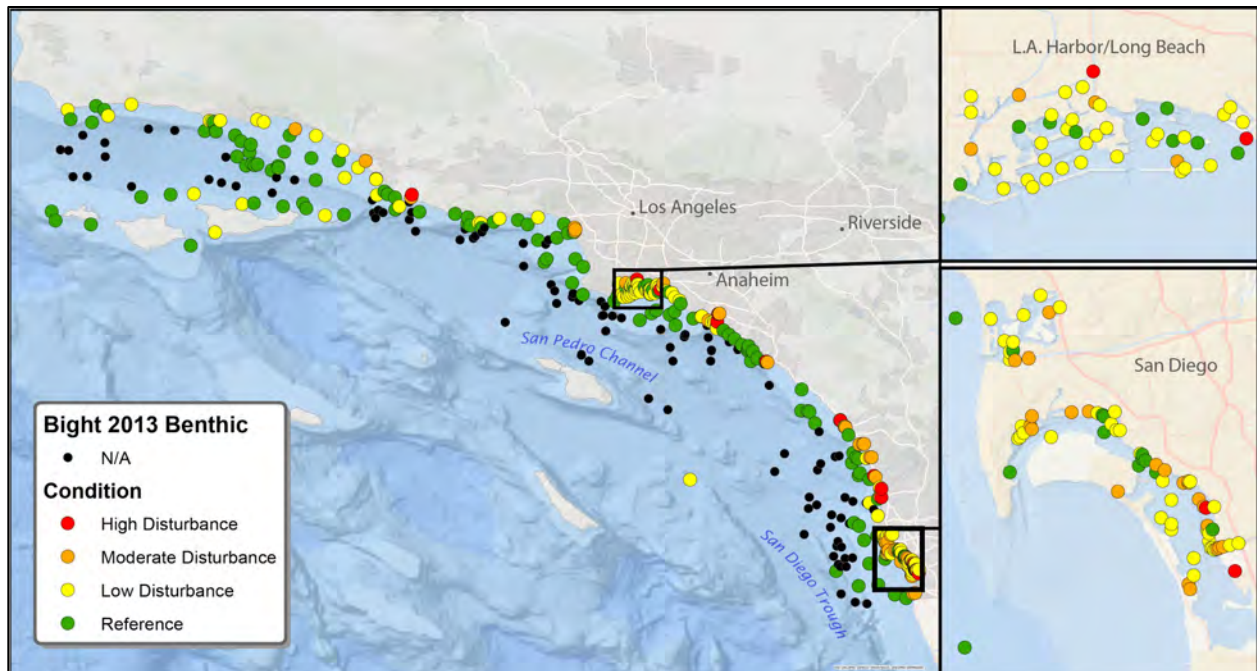 L.A. Harbor/Long Beach
Los Angeles
Riverside
Anaheim
San Pedro Channel
San Diego
San Diego Trough
Bight 2013 Benthic
N/A
Condition
High Disturbance
Moderate Disturbance
Low Disturbance
Reference